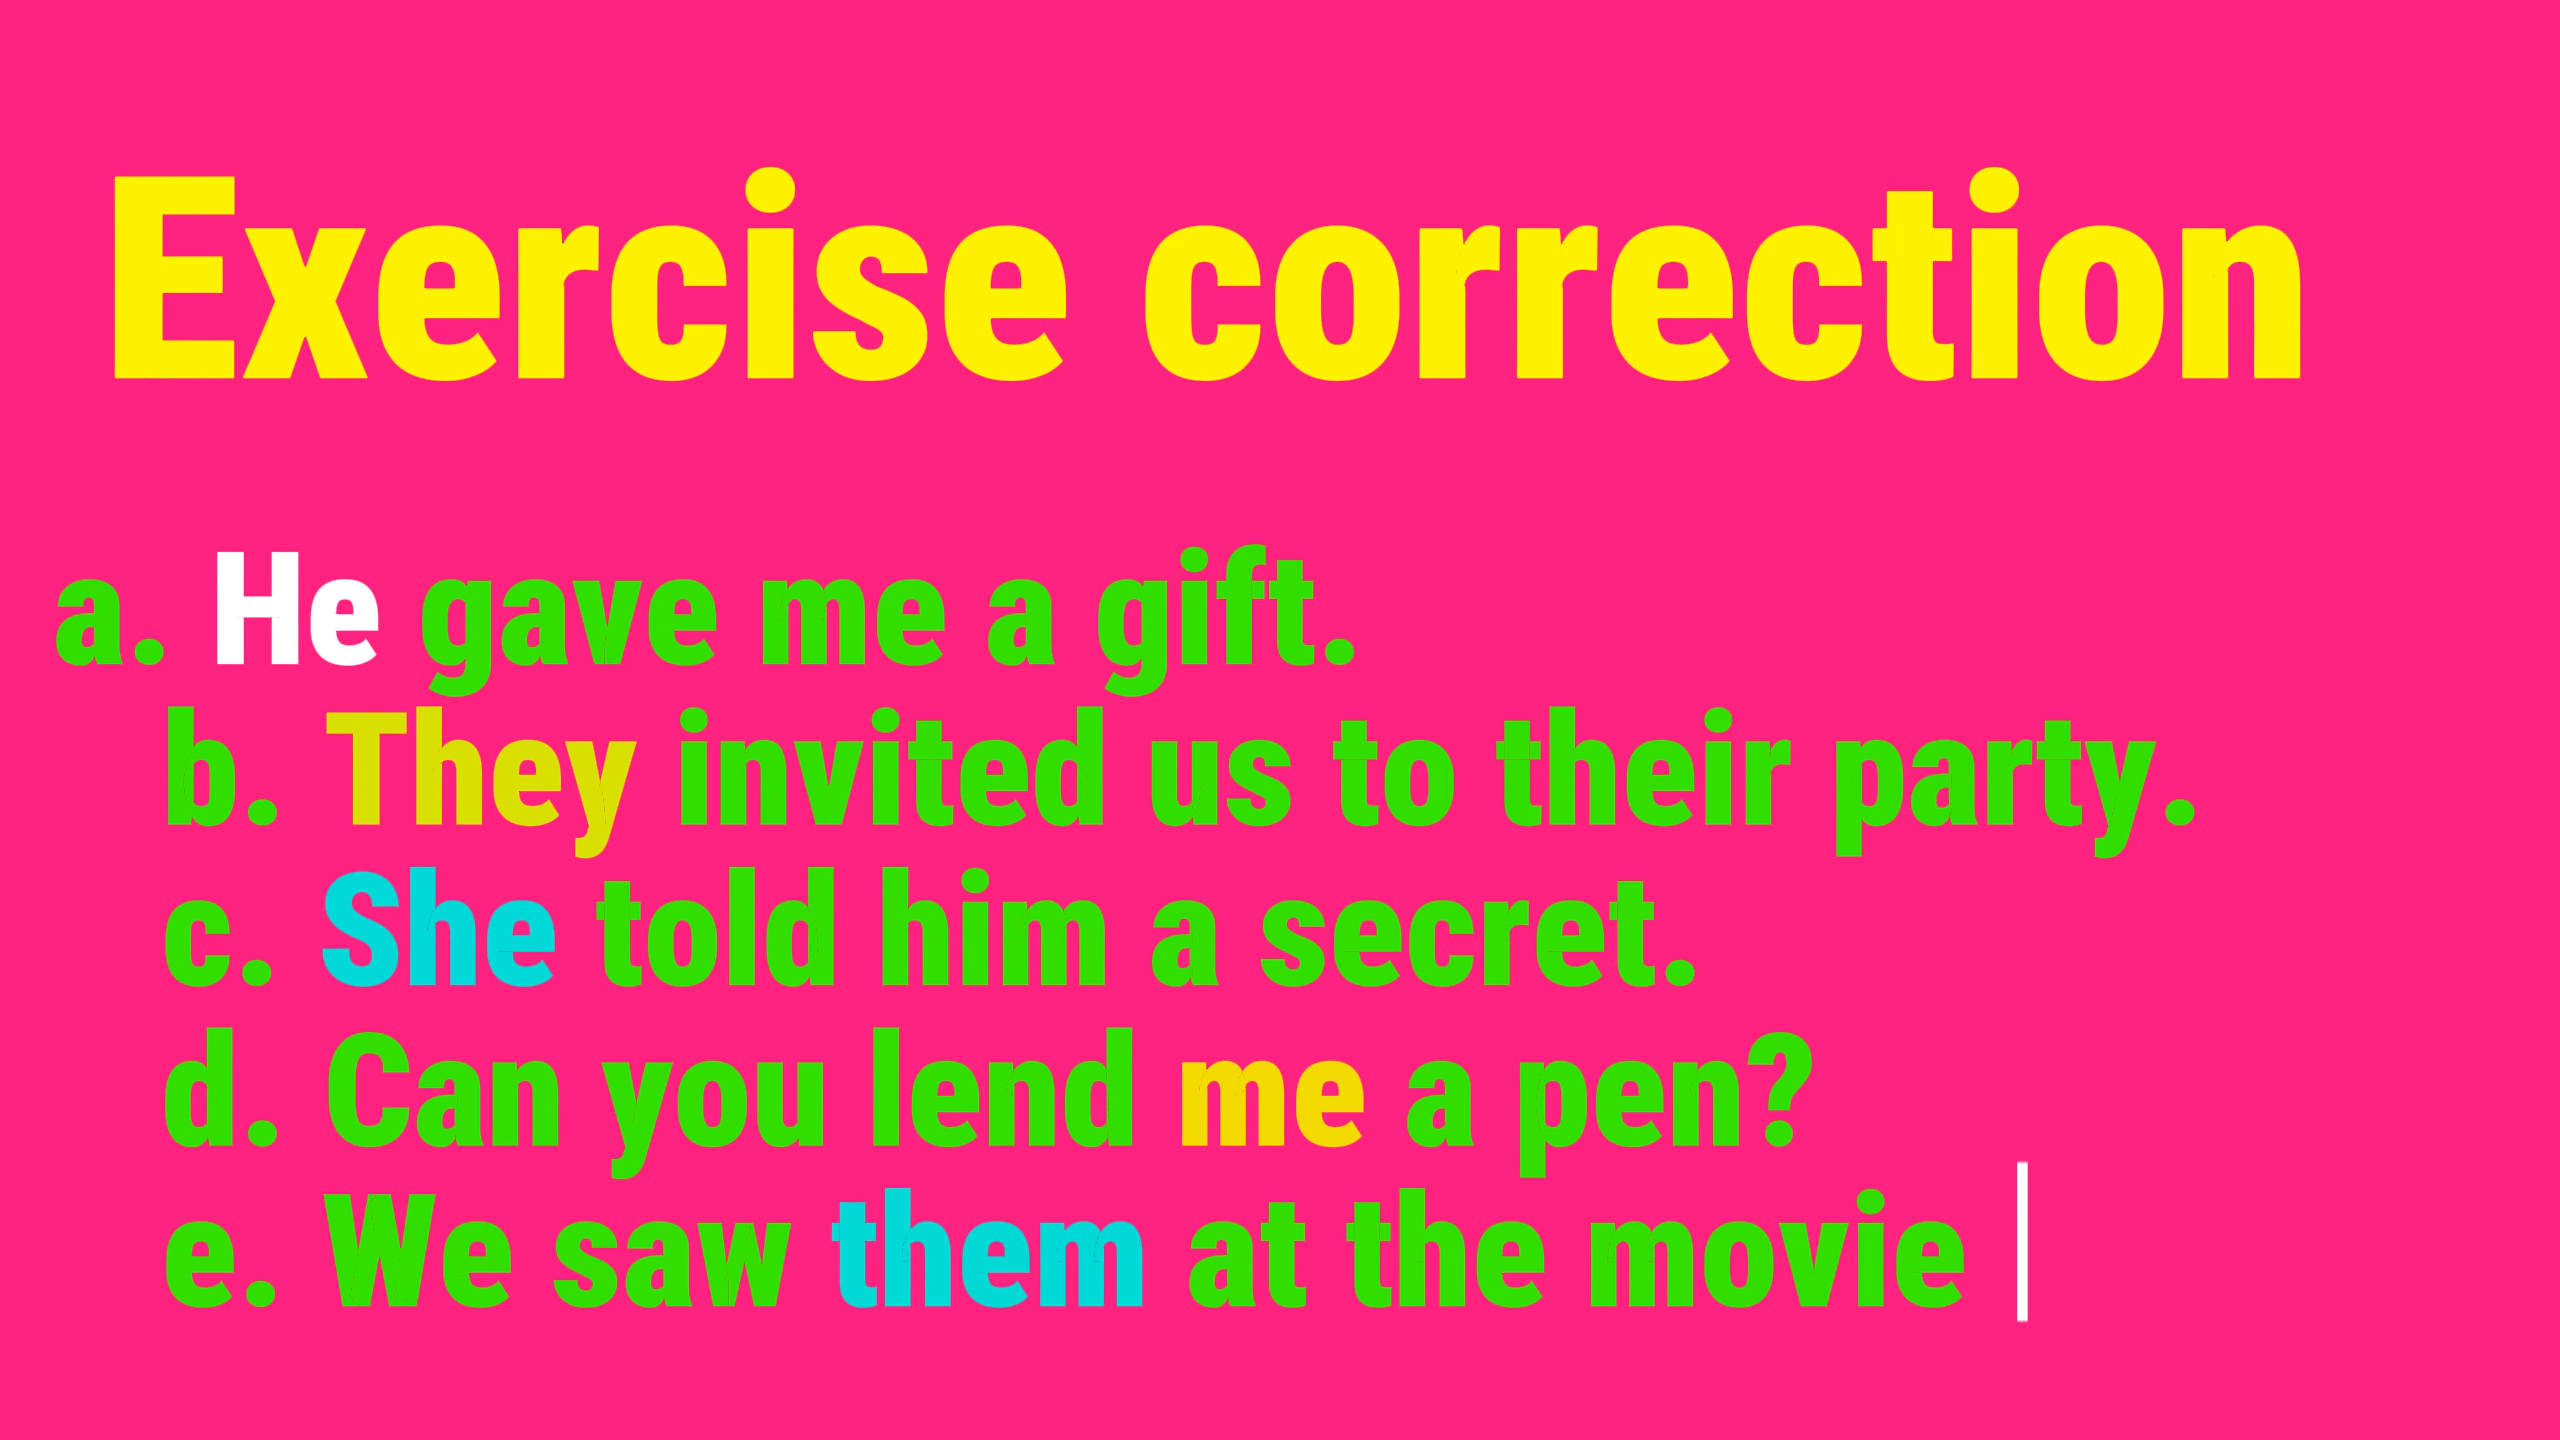 Exercise correction
a. He gave me a gift.
b. They invited us to their party.
c. She told him a secret.
d. Can you lend me a pen?
e. We saw them at the movie